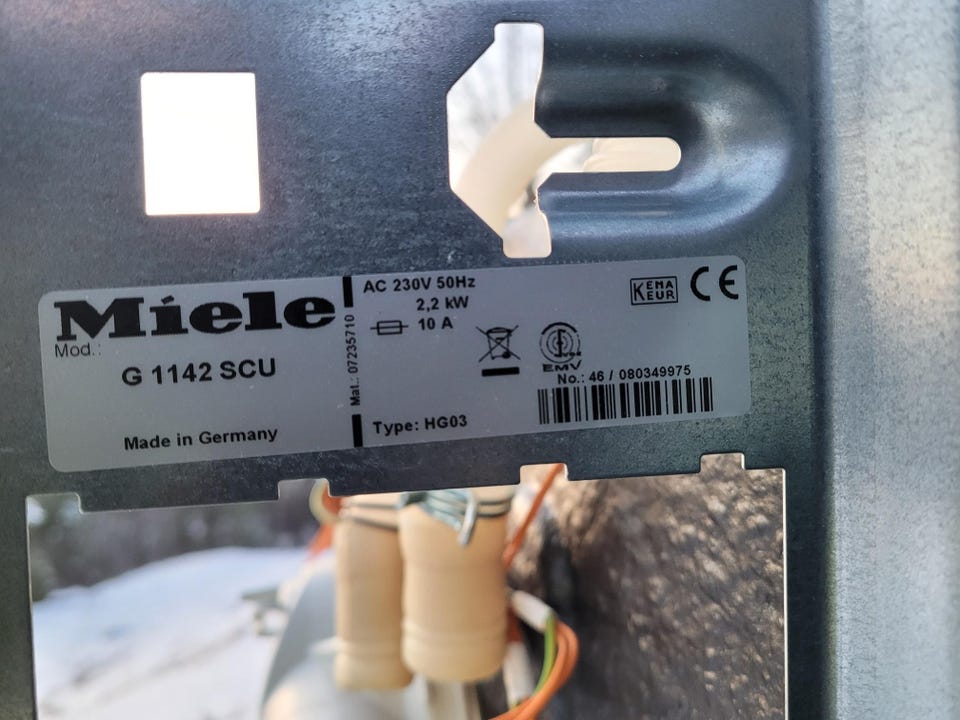 Miele
Mod.:
G 1142 SCU
Made in Germany
Mat.: 07235710
AC 230V 50Hz
2,2 kW
10 A
Type: HG03
KEMA
KEUR
CE
EMV
No.: 46 / 080349975